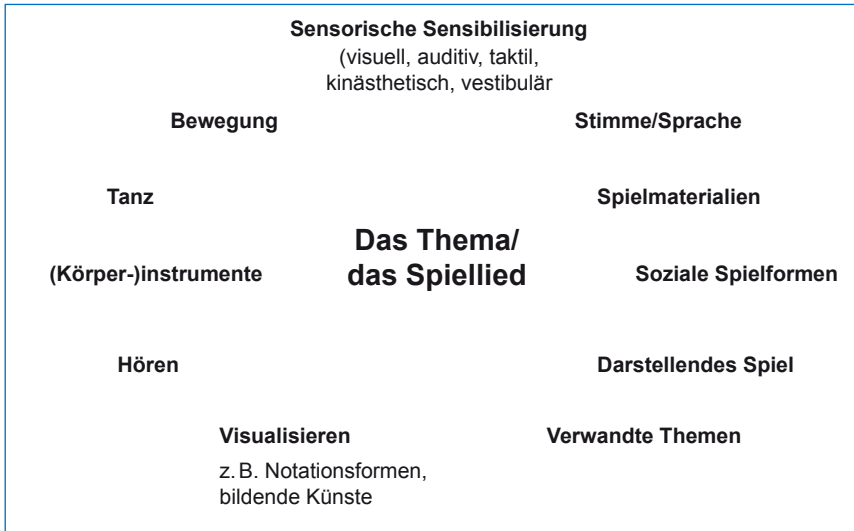 Sensorische Sensibilisierung
(visuell, auditiv, taktil,
kinästhetisch, vestibulär
Bewegung
Stimme/Sprache
Tanz
Spielmaterialien
Das Thema/
das Spiellied
(Körper-)instrumente
Soziale Spielformen
Hören
Darstellendes Spiel
Visualisieren
Verwandte Themen
z. B. Notationsformen,
bildende Künste